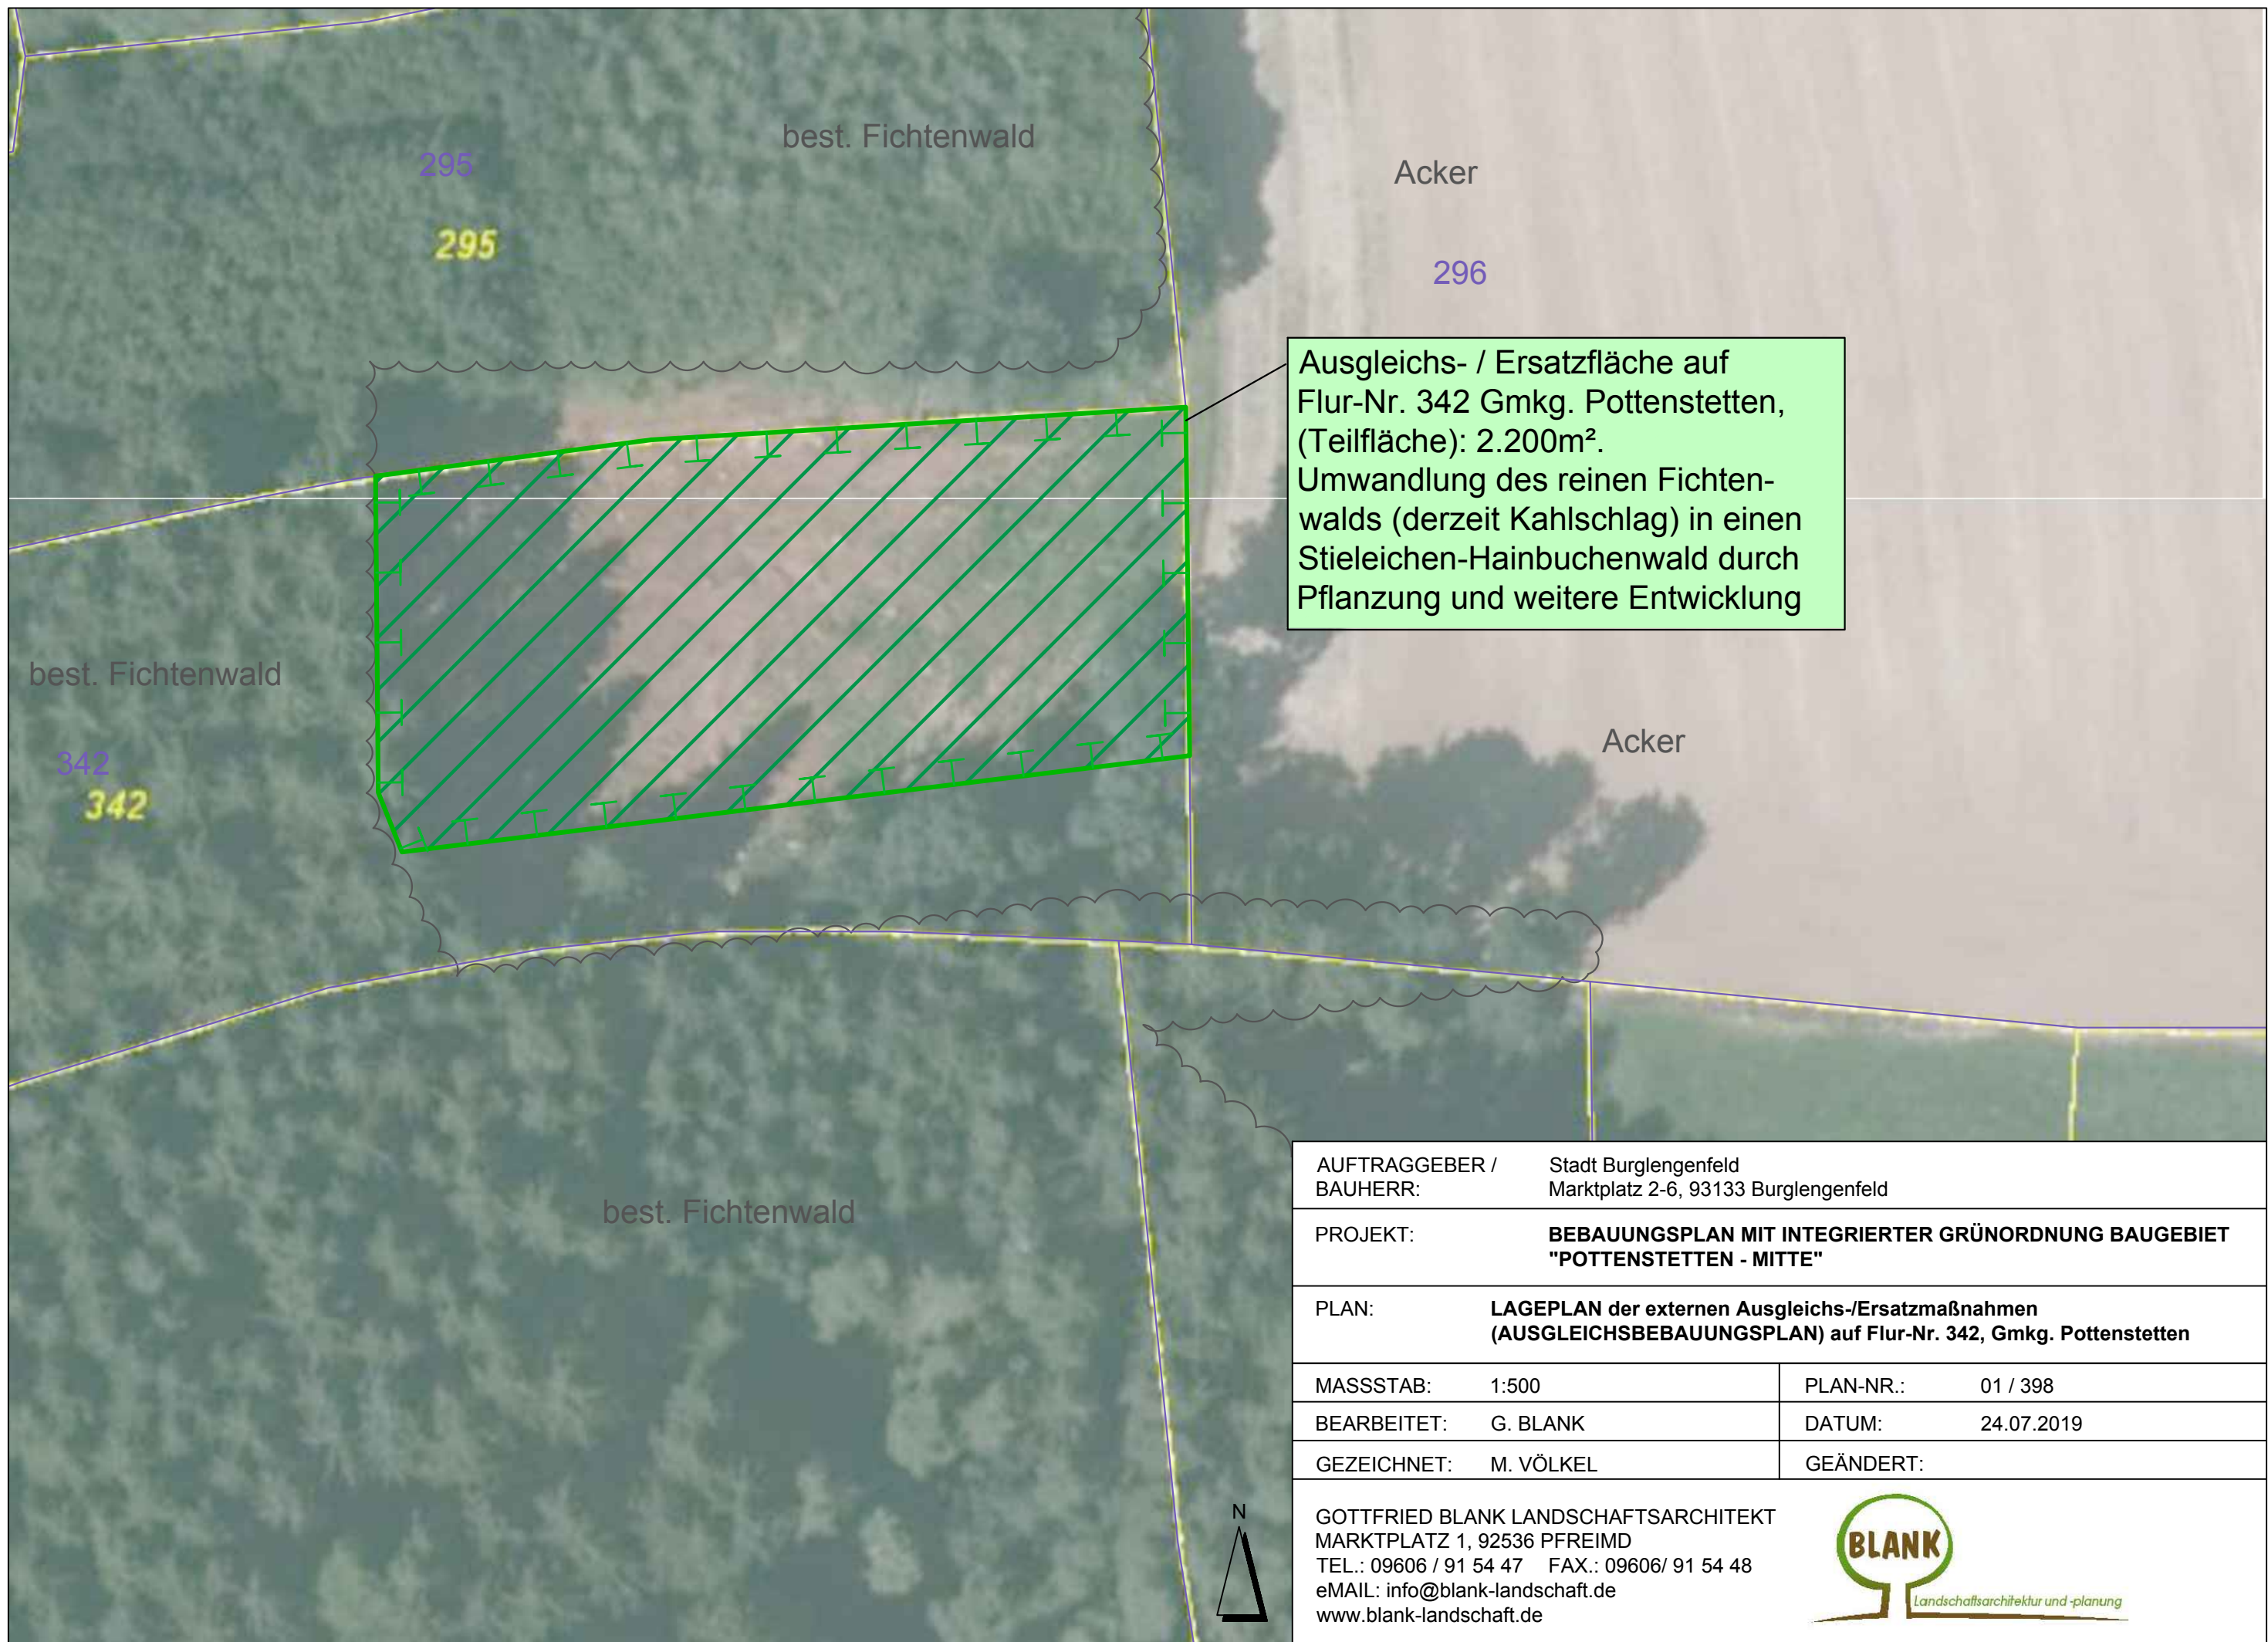 best. Fichtenwald
295
295
Acker
296
Ausgleichs- / Ersatzfläche auf
Flur-Nr. 342 Gmkg. Pottenstetten,
(Teilfläche): 2.200m².
Umwandlung des reinen Fichten-
walds (derzeit Kahlschlag) in einen
Stieleichen-Hainbuchenwald durch
Pflanzung und weitere Entwicklung
best. Fichtenwald
342
342
Acker
best. Fichtenwald
N
AUFTRAGGEBER / Stadt Burglengenfeld
BAUHERR: Marktplatz 2-6, 93133 Burglengenfeld
PROJEKT: BEBAUUNGSPLAN MIT INTEGRIERTER GRÜNORDNUNG BAUGEBIET
"POTTENSTETTEN - MITTE"
PLAN: LAGEPLAN der externen Ausgleichs-/Ersatzmaßnahmen
(AUSGLEICHSBEBAUUNGSPLAN) auf Flur-Nr. 342, Gmkg. Pottenstetten
MASSSTAB: 1:500 PLAN-NR.: 01 / 398
BEARBEITET: G. BLANK DATUM: 24.07.2019
GEZEICHNET: M. VÖLKEL GEÄNDERT:
GOTTFRIED BLANK LANDSCHAFTSARCHITEKT
MARKTPLATZ 1, 92536 PFREIMD
TEL.: 09606 / 91 54 47 FAX.: 09606/ 91 54 48
eMAIL: info@blank-landschaft.de
www.blank-landschaft.de
BLANK
Landschaftsarchitektur und -planung